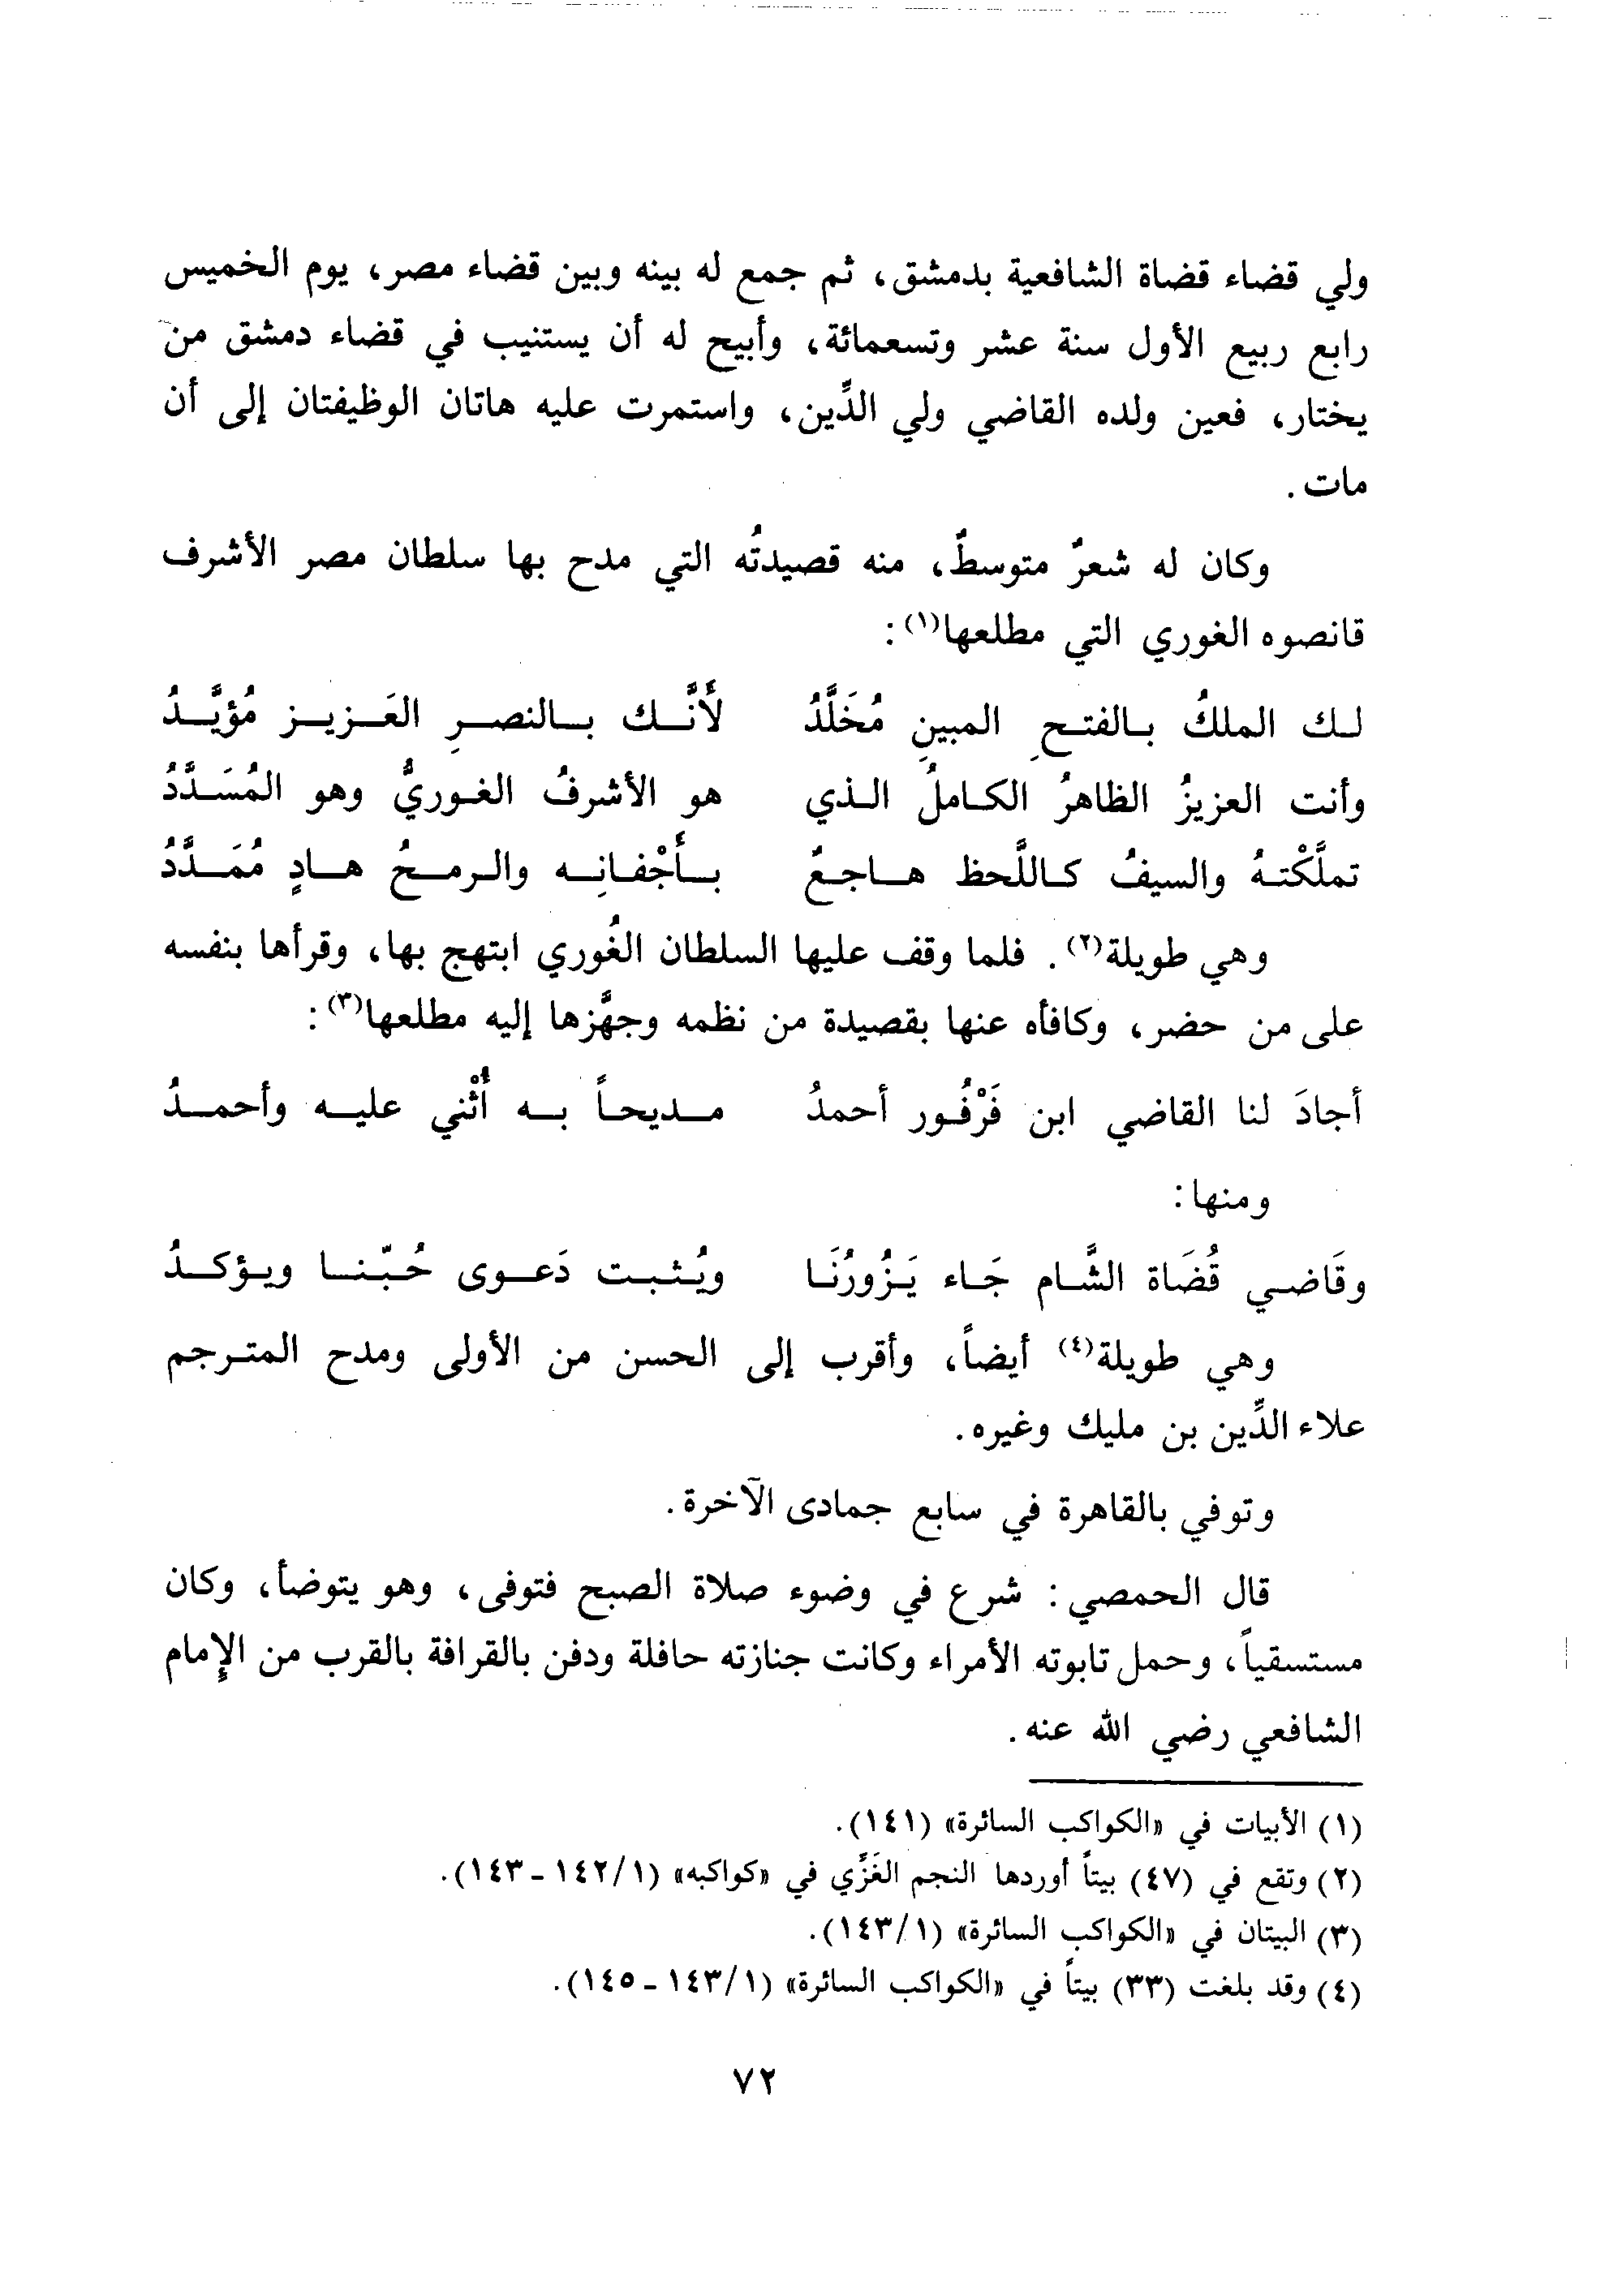 ولي قضاء قضاة الشافعية بدمشق، ثم جمع له بينه وبين قضاء مصر، يوم الخميس
رابع ربيع الأول سنة عشر وتسعمائة، وأبيح له أن يستنيب في قضاء دمشق من
يختار، فعين ولده القاضي ولي الدِّين، واستمرت عليه هاتان الوظيفتان إلى أن
مات.
وكان له شعرٌ متوسطٌ، منه قصيدتُه التي مدح بها سلطان مصر الأشرف
قانصوه الغوري التي مطلعها(١):
لـك الملكُ بـالفتـحِ المبينِ مُخَلَّدُ لأَنَّـك بـالنصـرِ العَـزيـز مُؤيَّـدُ
وأنت العزيزُ الظاهرُ الكـاملُ الـذي هو الأشرفُ الغـوريُّ وهو المُسَـدَّدُ
تملَّكْتـهُ والسيفُ كـاللَّحظ هـاجـعٌ بـأَجْفـانِـه والـرمـحُ هـادٍ مُمَـدَّدُ
وهي طويلة(٢). فلما وقف عليها السلطان الغُوري ابتهج بها، وقرأها بنفسه
على من حضر، وكافأه عنها بقصيدة من نظمه وجهَّزها إليه مطلعها(٣):
أجادَ لنا القاضي ابن فَرْفُـور أحمدُ مـديحـاً بـه أُثْني عليـه وأحمـدُ
ومنها:
وقَاضـي قُضَاة الشَّـام جَـاء يَـزُورُنَـا ويُـثـبـت دَعـوى حُـبّـنـا ويـؤكـدُ
وهي طويلة(٤) أيضاً، وأقرب إلى الحسن من الأولى ومدح المتـرجم
علاء الدِّين بن مليك وغيره.
وتوفي بالقاهرة في سابع جمادى الآخرة.
قال الحمصي: شرع في وضوء صلاة الصبح فتوفى، وهو يتوضأ، وكان
مستسقياً، وحمل تابوته الأمراء وكانت جنازته حافلة ودفن بالقرافة بالقرب من الإمام
الشافعي رضي الله عنه.
(١) الأبيات في «الكواكب السائرة» (١٤١).
(٢) وتقع في (٤٧) بيتاً أوردها النجم الغَزَّي في «كواكبه» (١/١٤٢ - ١٤٣).
(٣) البيتان في «الكواكب السائرة» (١/١٤٣).
(٤) وقد بلغت (٣٣) بيتاً في «الكواكب السائرة» (١/١٤٣ - ١٤٥).
٧٢